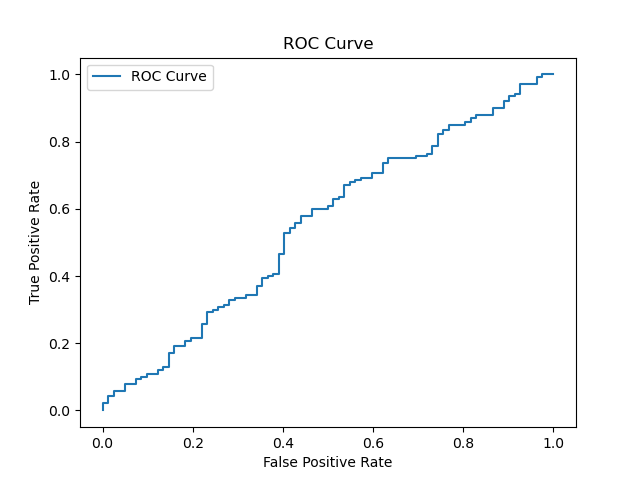 ROC Curve
ROC Curve
1.0
0.8
0.6
0.4
0.2
0.0
True Positive Rate
0.0 0.2 0.4 0.6 0.8 1.0
False Positive Rate